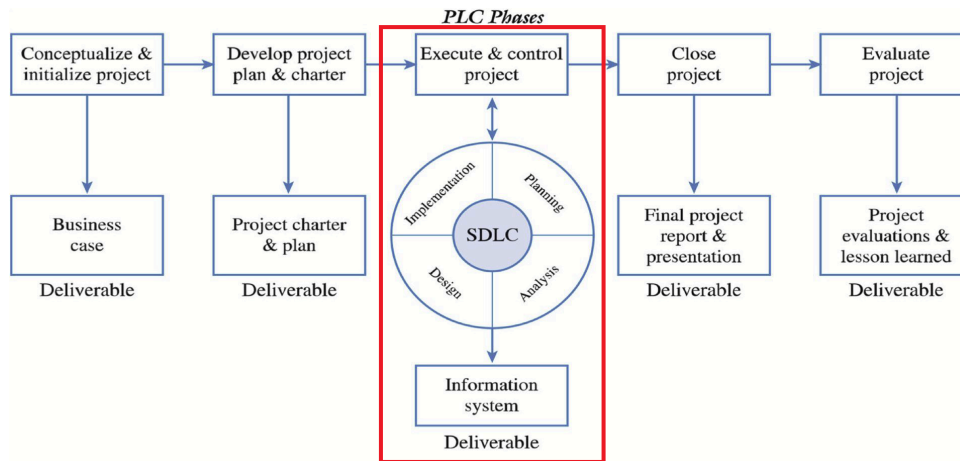 PLC Phases
Conceptualize &
initialize project
Develop project
plan & charter
Execute & control
project
Close
project
Evaluate
project
Implementation
Planning
SDLC
Design
Analysis
Business
case
Deliverable
Project charter
& plan
Deliverable
Information
system
Deliverable
Final project
report &
presentation
Deliverable
Project
evaluations &
lesson learned
Deliverable